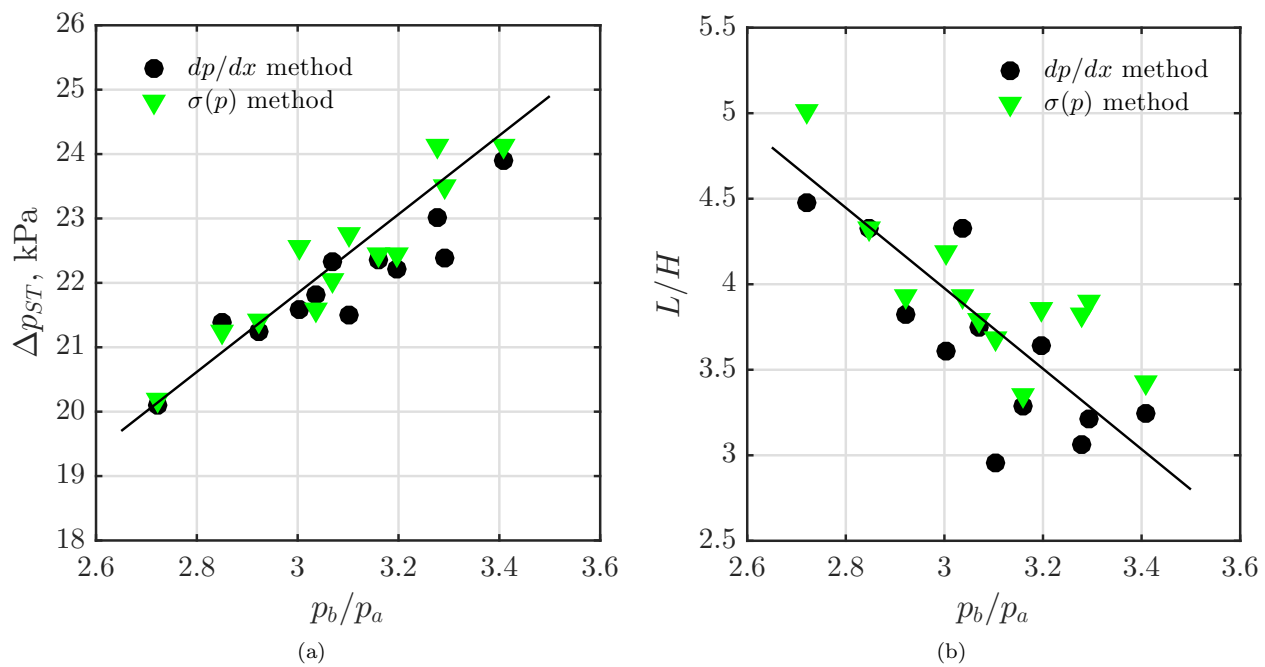 26
25
24
23
22
21
20
19
18
2.6 2.8 3 3.2 3.4 3.6
Δp_{ST}, kPa
p_b/p_a
dp/dx method
σ(p) method
(a)
5.5
5
4.5
4
3.5
3
2.5
2.6 2.8 3 3.2 3.4 3.6
L/H
p_b/p_a
dp/dx method
σ(p) method
(b)